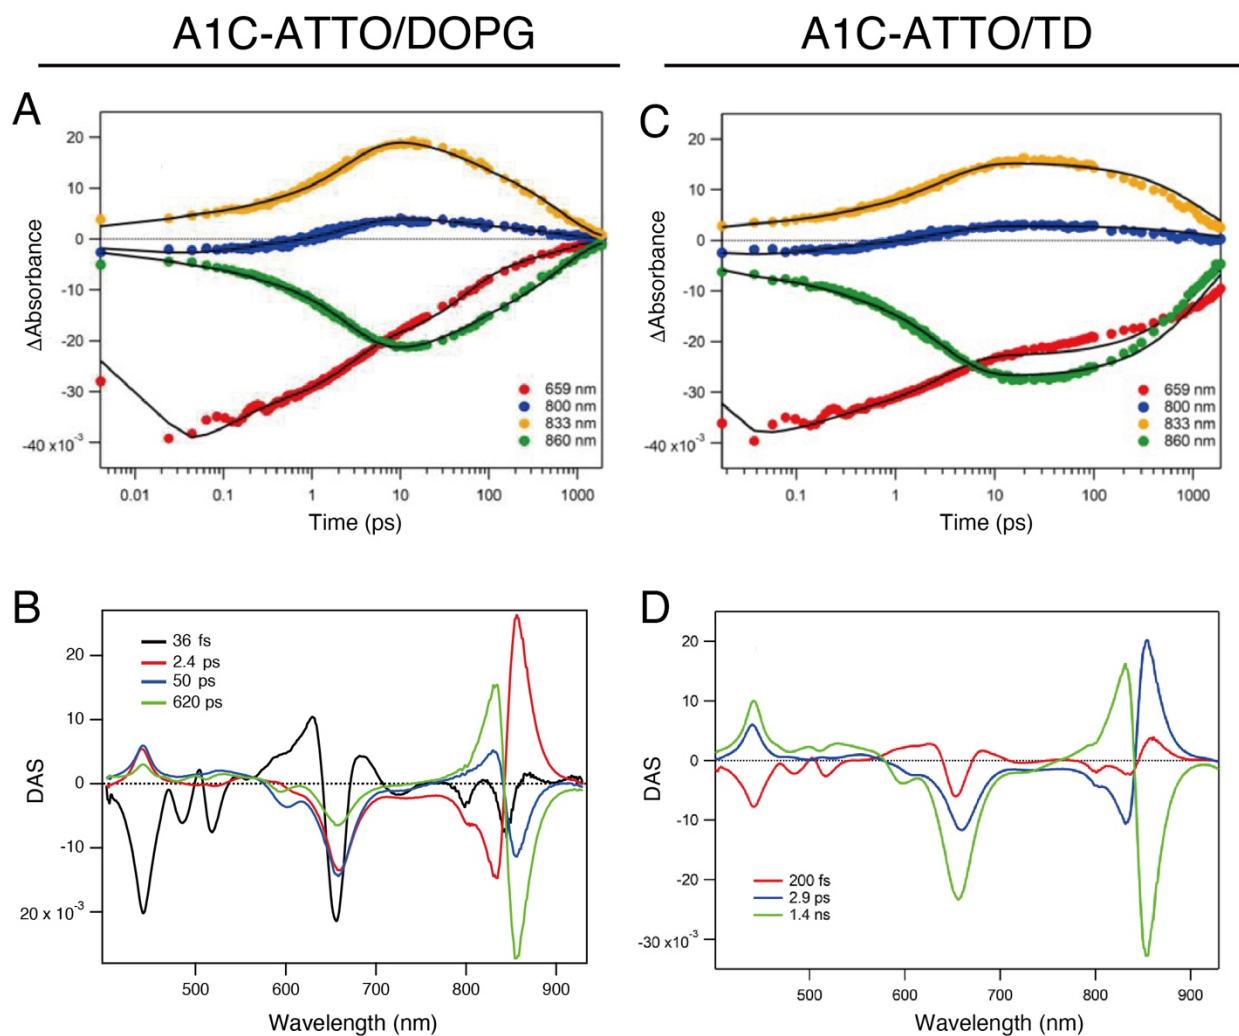 A1C-ATTO/DOPG
A1C-ATTO/TD
A
20
10
0
-10
-20
-30
-40 x10⁻³
ΔAbsorbance
0.01
0.1
1
10
100
1000
Time (ps)
659 nm
800 nm
833 nm
860 nm
C
20
10
0
-10
-20
-30
-40 x10⁻³
ΔAbsorbance
0.1
1
10
100
1000
Time (ps)
659 nm
800 nm
833 nm
860 nm
B
20
10
0
-10
20 x 10⁻³
DAS
36 fs
2.4 ps
50 ps
620 ps
500
600
700
800
900
Wavelength (nm)
D
20
10
0
-10
-20
-30 x10⁻³
DAS
200 fs
2.9 ps
1.4 ns
500
600
700
800
900
Wavelength (nm)